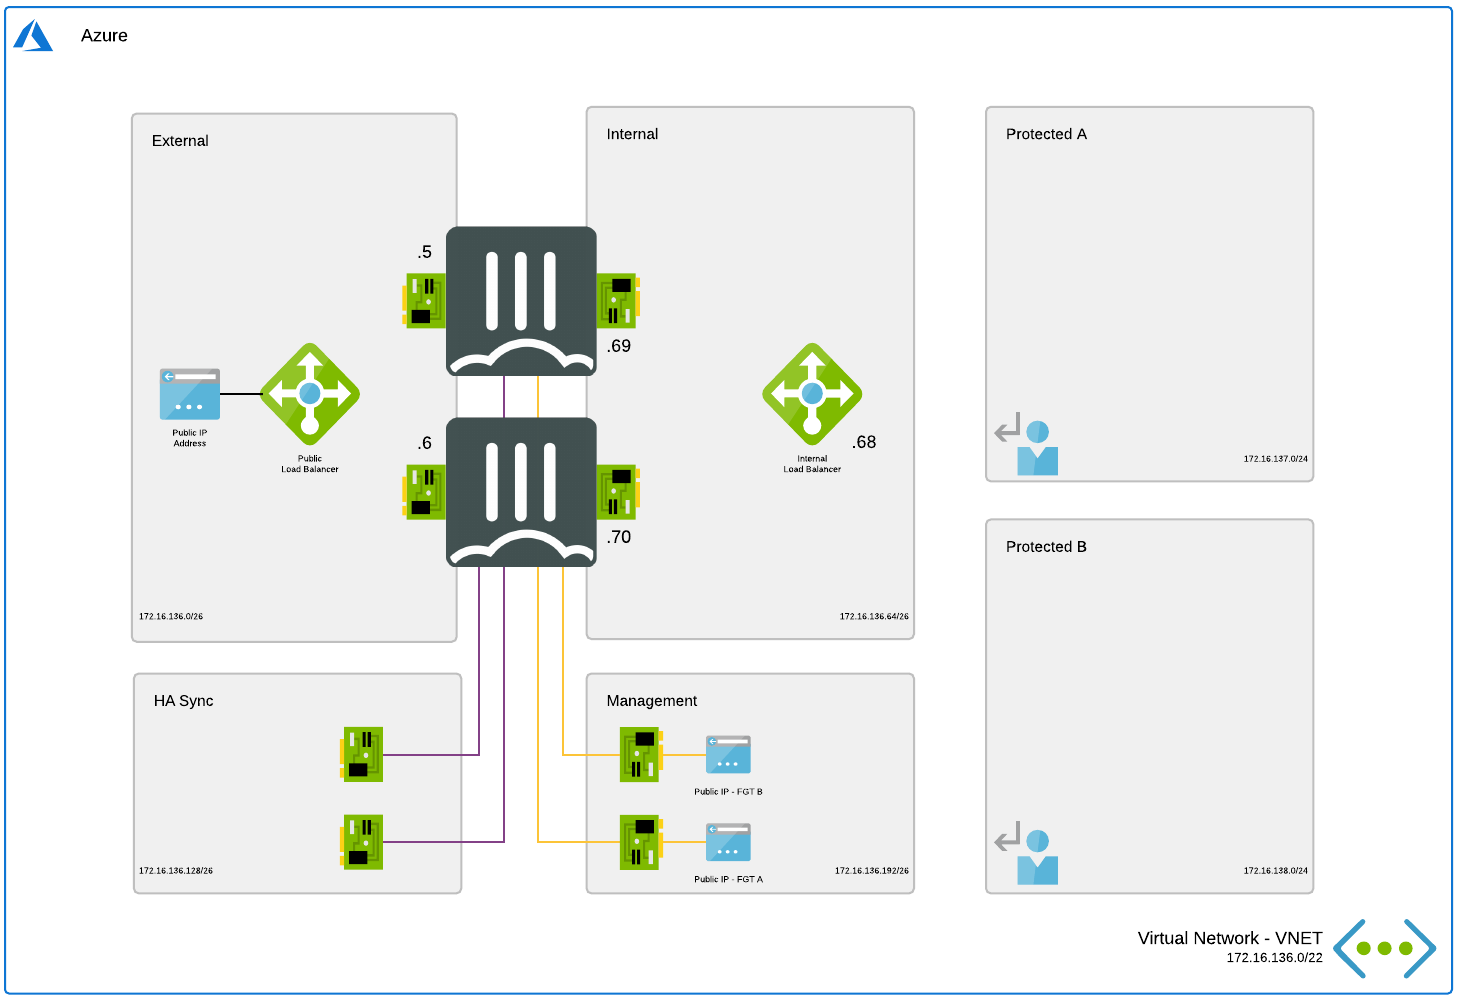 Azure
External
.5
.6
Public IP
Address
Public
Load Balancer
172.16.136.0/26
Internal
.69
.70
Internal
Load Balancer
.68
172.16.136.64/26
Protected A
172.16.137.0/24
Protected B
172.16.138.0/24
HA Sync
172.16.136.128/26
Management
Public IP - FGT B
Public IP - FGT A
172.16.136.192/26
Virtual Network - VNET
172.16.136.0/22